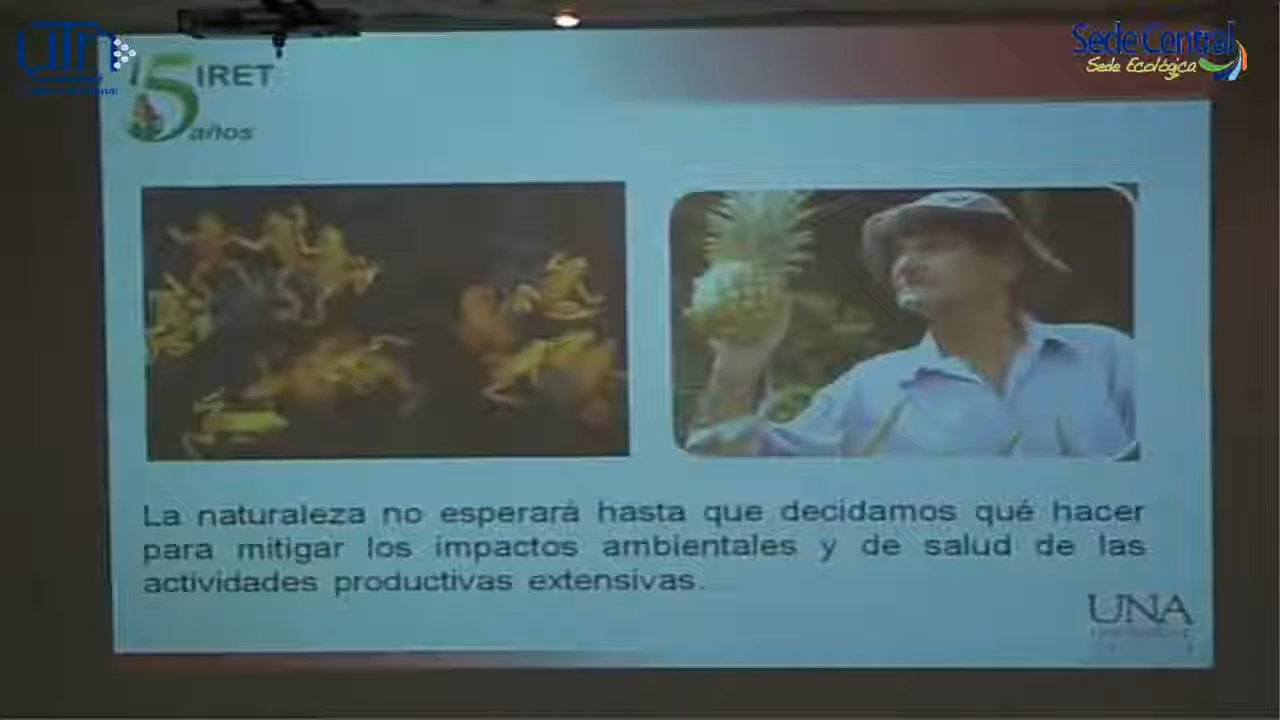 UTN
Sede Central
Sede Ecológica
15 IRET
años
La naturaleza no esperará hasta que decidamos qué hacer
para mitigar los impactos ambientales y de salud de las
actividades productivas extensivas.
UNA